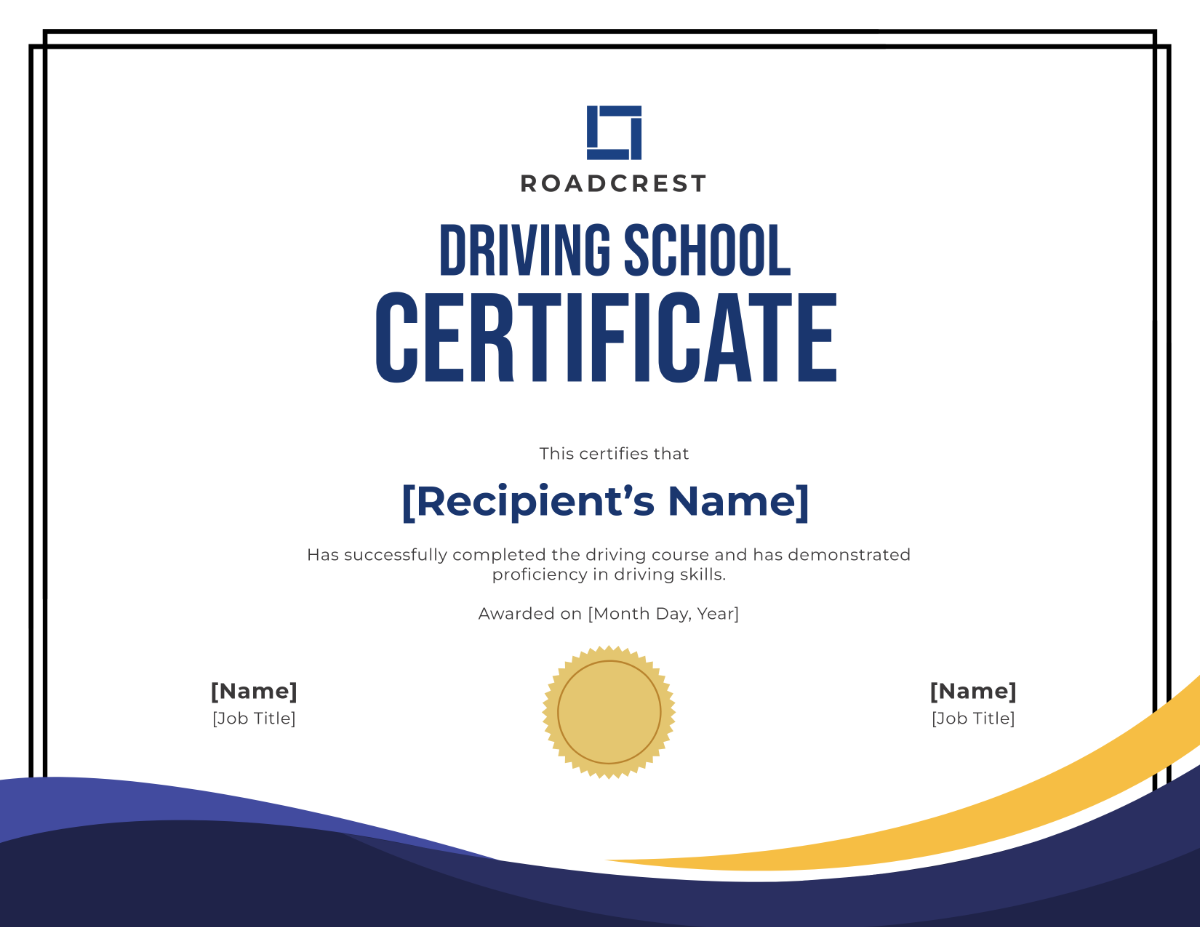 ROADCREST
DRIVING SCHOOL
CERTIFICATE
This certifies that
[Recipient’s Name]
Has successfully completed the driving course and has demonstrated
proficiency in driving skills.
Awarded on [Month Day, Year]
[Name]
[Job Title]
[Name]
[Job Title]